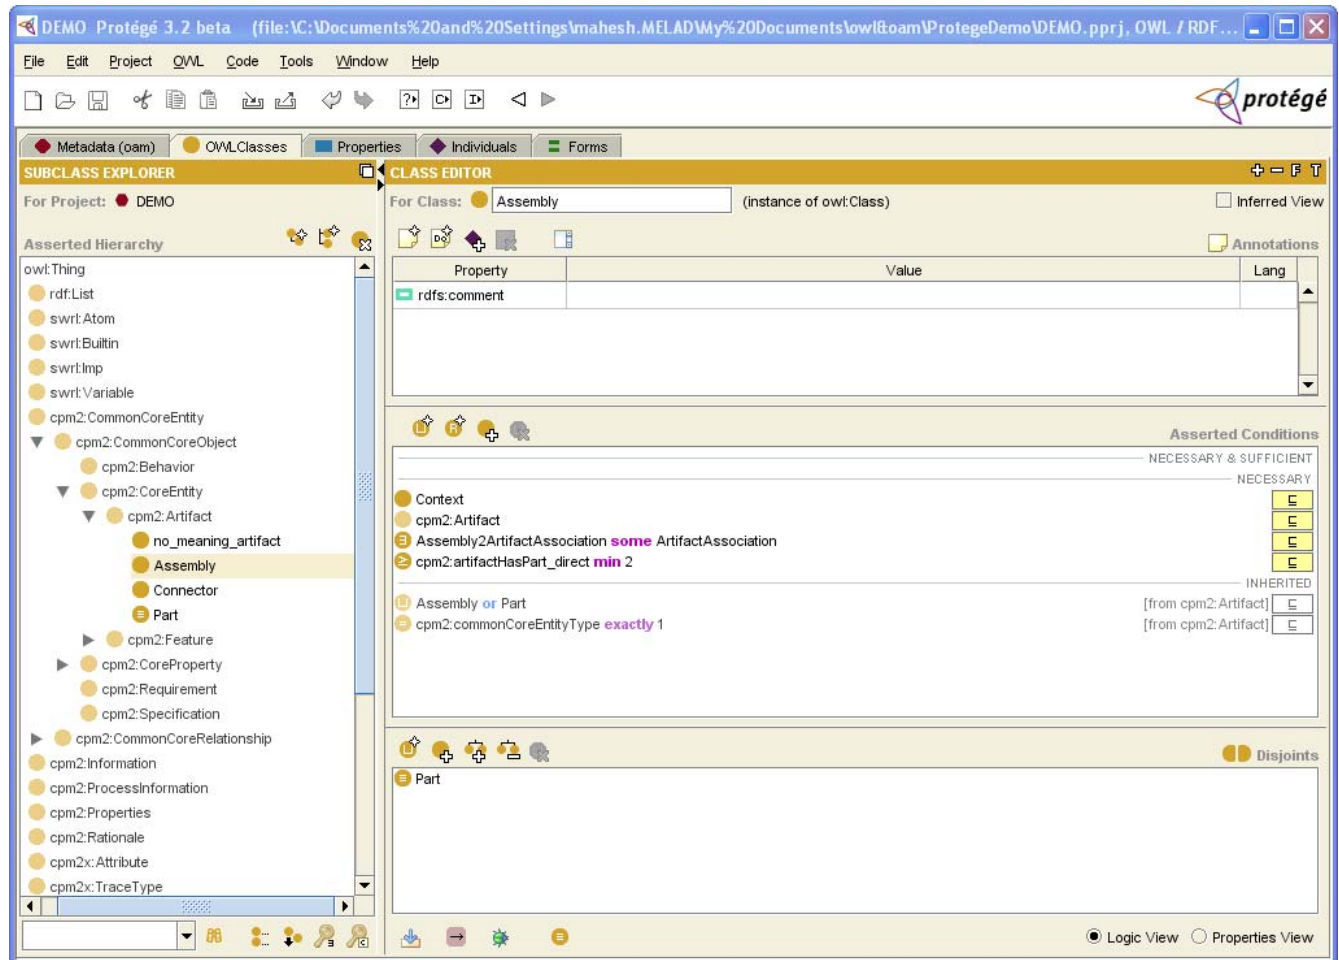 DEMO Protégé 3.2 beta (file:\C:\Documents%20and%20Settings\mahesh.MELAD\My%20Documents\owl&oam\ProtegeDemo\DEMO.pprj, OWL / RDF...
File Edit Project OWL Code Tools Window Help
protégé
Metadata (oam) OWLClasses Properties Individuals Forms
SUBCLASS EXPLORER
For Project: DEMO
Asserted Hierarchy
owl:Thing
rdf:List
swrl:Atom
swrl:Builtin
swrl:Imp
swrl:Variable
cpm2:CommonCoreEntity
cpm2:CommonCoreObject
cpm2:Behavior
cpm2:CoreEntity
cpm2:Artifact
no_meaning_artifact
Assembly
Connector
Part
cpm2:Feature
cpm2:CoreProperty
cpm2:Requirement
cpm2:Specification
cpm2:CommonCoreRelationship
cpm2:Information
cpm2:ProcessInformation
cpm2:Properties
cpm2:Rationale
cpm2x:Attribute
cpm2x:TraceType
CLASS EDITOR
F T
For Class: Assembly (instance of owl:Class) Inferred View
Annotations
Property Value Lang
rdfs:comment
Asserted Conditions
NECESSARY & SUFFICIENT
NECESSARY
Context ⊑
cpm2:Artifact ⊑
Assembly2ArtifactAssociation some ArtifactAssociation ⊑
cpm2:artifactHasPart_direct min 2 ⊑
INHERITED
Assembly or Part [from cpm2:Artifact] ⊑
cpm2:commonCoreEntityType exactly 1 [from cpm2:Artifact] ⊑
Disjoints
Part
Logic View Properties View